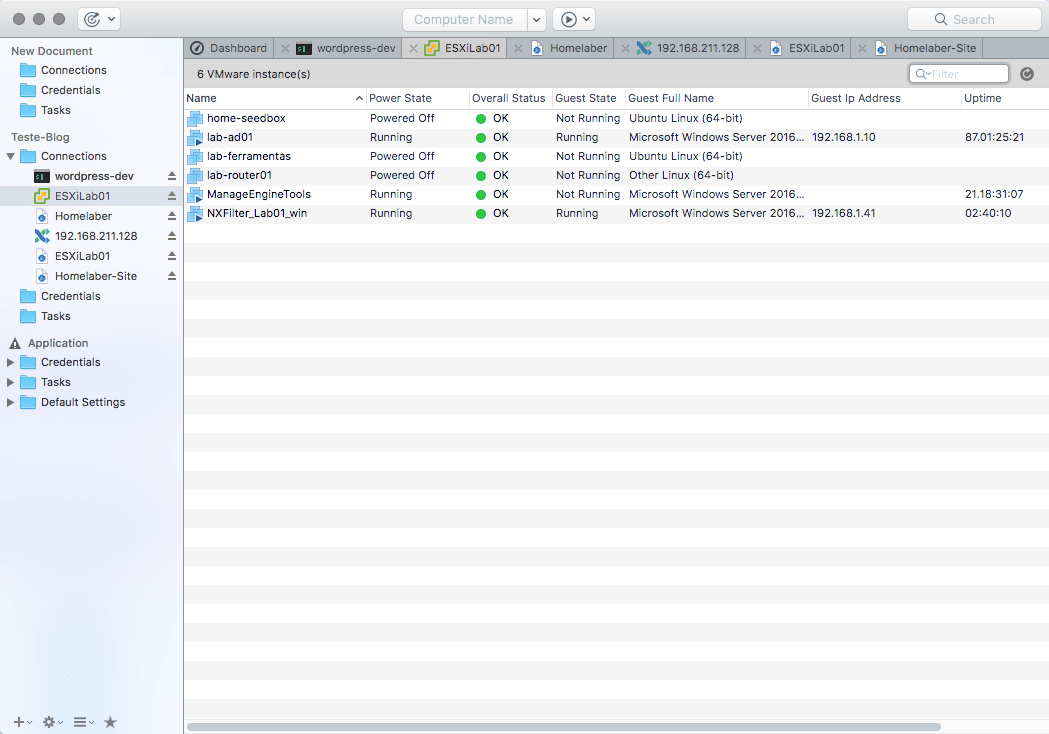 Computer Name
Search
New Document
Connections
Credentials
Tasks
Teste-Blog
Connections
wordpress-dev
ESXiLab01
Homelaber
192.168.211.128
ESXiLab01
Homelaber-Site
Credentials
Tasks
Application
Credentials
Tasks
Default Settings
Dashboard wordpress-dev ESXiLab01 Homelaber 192.168.211.128 ESXiLab01 Homelaber-Site
6 VMware instance(s) Filter
Name Power State Overall Status Guest State Guest Full Name Guest Ip Address Uptime
home-seedbox Powered Off OK Not Running Ubuntu Linux (64-bit)
lab-ad01 Running OK Running Microsoft Windows Server 2016... 192.168.1.10 87.01:25:21
lab-ferramentas Powered Off OK Not Running Ubuntu Linux (64-bit)
lab-router01 Powered Off OK Not Running Other Linux (64-bit)
ManageEngineTools Running OK Not Running Microsoft Windows Server 2016... 21.18:31:07
NXFilter_Lab01_win Running OK Running Microsoft Windows Server 2016... 192.168.1.41 02:40:10